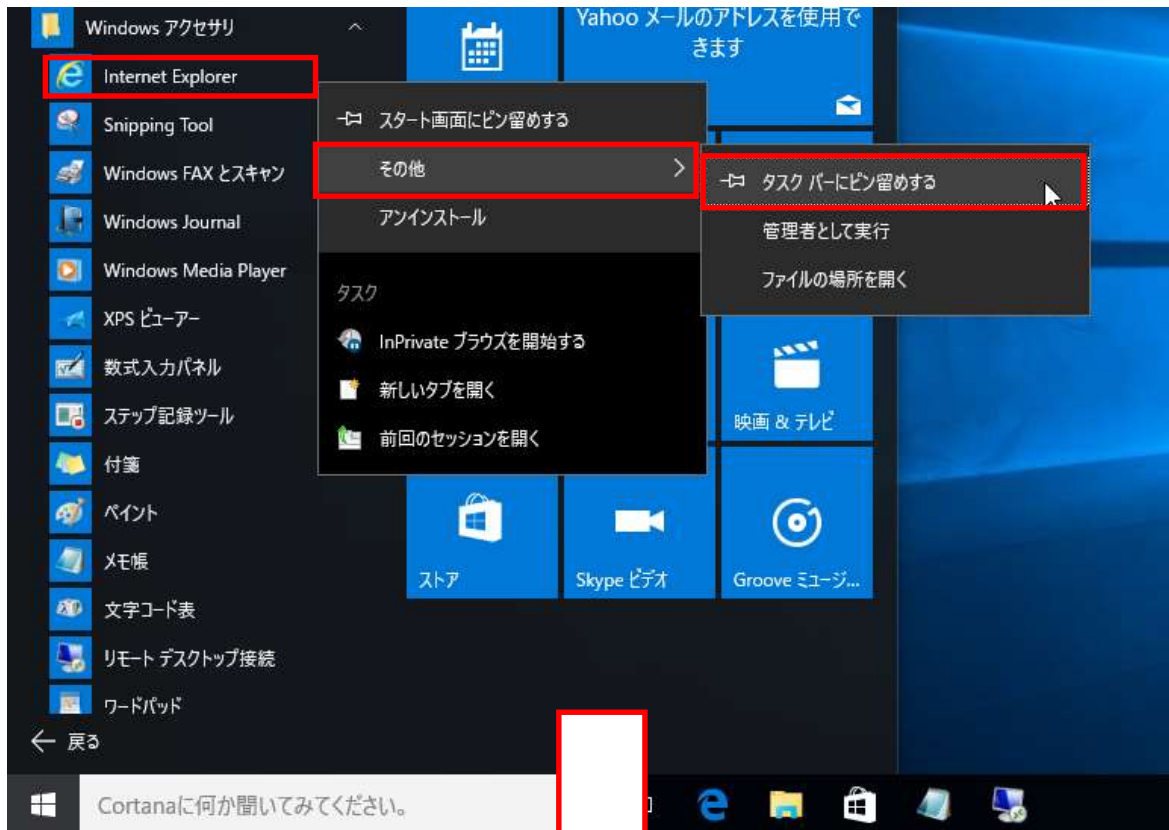 Windows アクセサリ
Internet Explorer
Snipping Tool
Windows FAX とスキャン
Windows Journal
Windows Media Player
XPS ビューアー
数式入力パネル
ステップ記録ツール
付箋
ペイント
メモ帳
文字コード表
リモート デスクトップ接続
ワードパッド
戻る
Cortanaに何か聞いてみてください。
スタート画面にピン留めする
その他
アンインストール
タスク
InPrivate ブラウズを開始する
新しいタブを開く
前回のセッションを開く
タスク バーにピン留めする
管理者として実行
ファイルの場所を開く
Yahoo メールのアドレスを使用で
きます
映画 & テレビ
ストア
Skype ビデオ
Groove ミュージ...